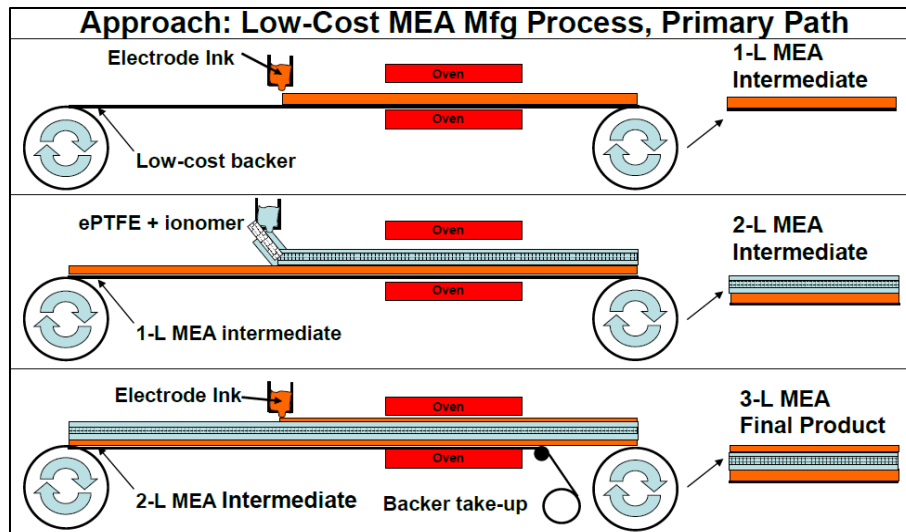 Approach: Low-Cost MEA Mfg Process, Primary Path
Electrode Ink
Oven
Oven
Low-cost backer
1-L MEA
Intermediate
ePTFE + ionomer
Oven
Oven
1-L MEA intermediate
2-L MEA
Intermediate
Electrode Ink
Oven
Oven
2-L MEA Intermediate
Backer take-up
3-L MEA
Final Product